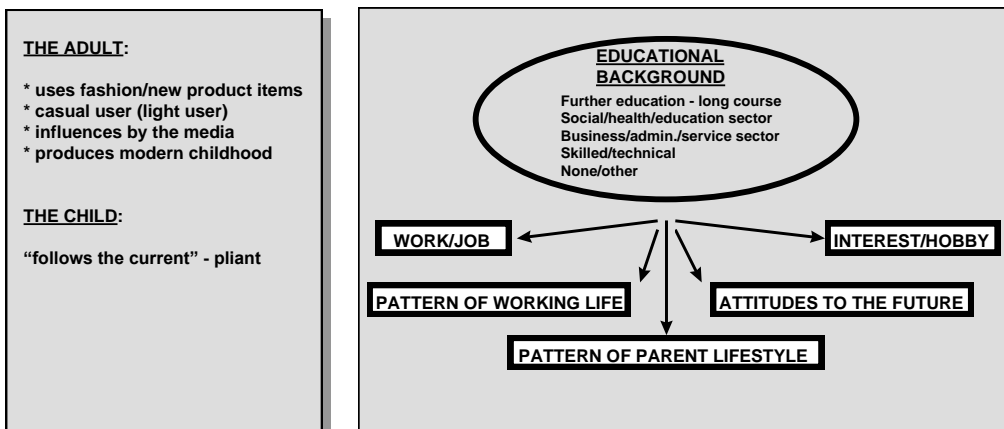 THE ADULT:
* uses fashion/new product items
* casual user (light user)
* influences by the media
* produces modern childhood
THE CHILD:
“follows the current” - pliant
EDUCATIONAL
BACKGROUND
Further education - long course
Social/health/education sector
Business/admin./service sector
Skilled/technical
None/other
WORK/JOB
INTEREST/HOBBY
PATTERN OF WORKING LIFE
ATTITUDES TO THE FUTURE
PATTERN OF PARENT LIFESTYLE